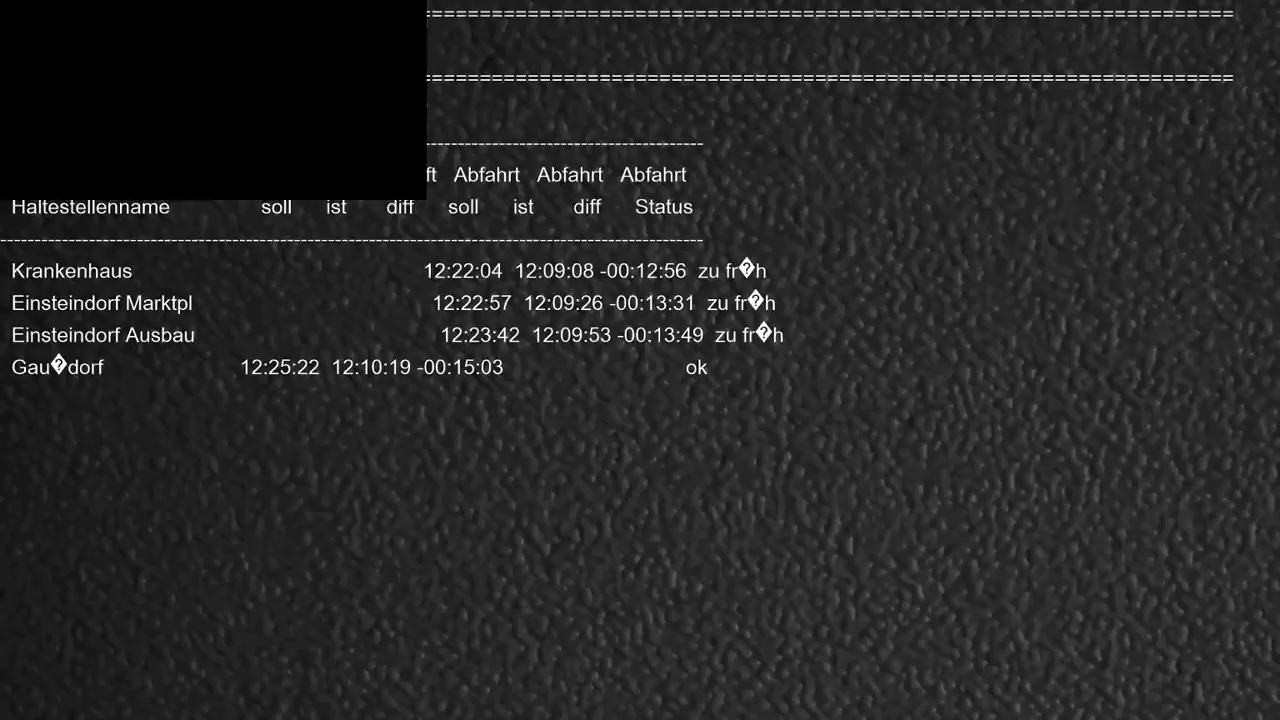 ==================================================================
==================================================================
------------------------------------------------
ft Abfahrt Abfahrt Abfahrt
Haltestellenname soll ist diff soll ist diff Status
--------------------------------------------------------------------------------------------------------------------------
Krankenhaus 12:22:04 12:09:08 -00:12:56 zu fr�h
Einsteindorf Marktpl 12:22:57 12:09:26 -00:13:31 zu fr�h
Einsteindorf Ausbau 12:23:42 12:09:53 -00:13:49 zu fr�h
Gau�dorf 12:25:22 12:10:19 -00:15:03 ok